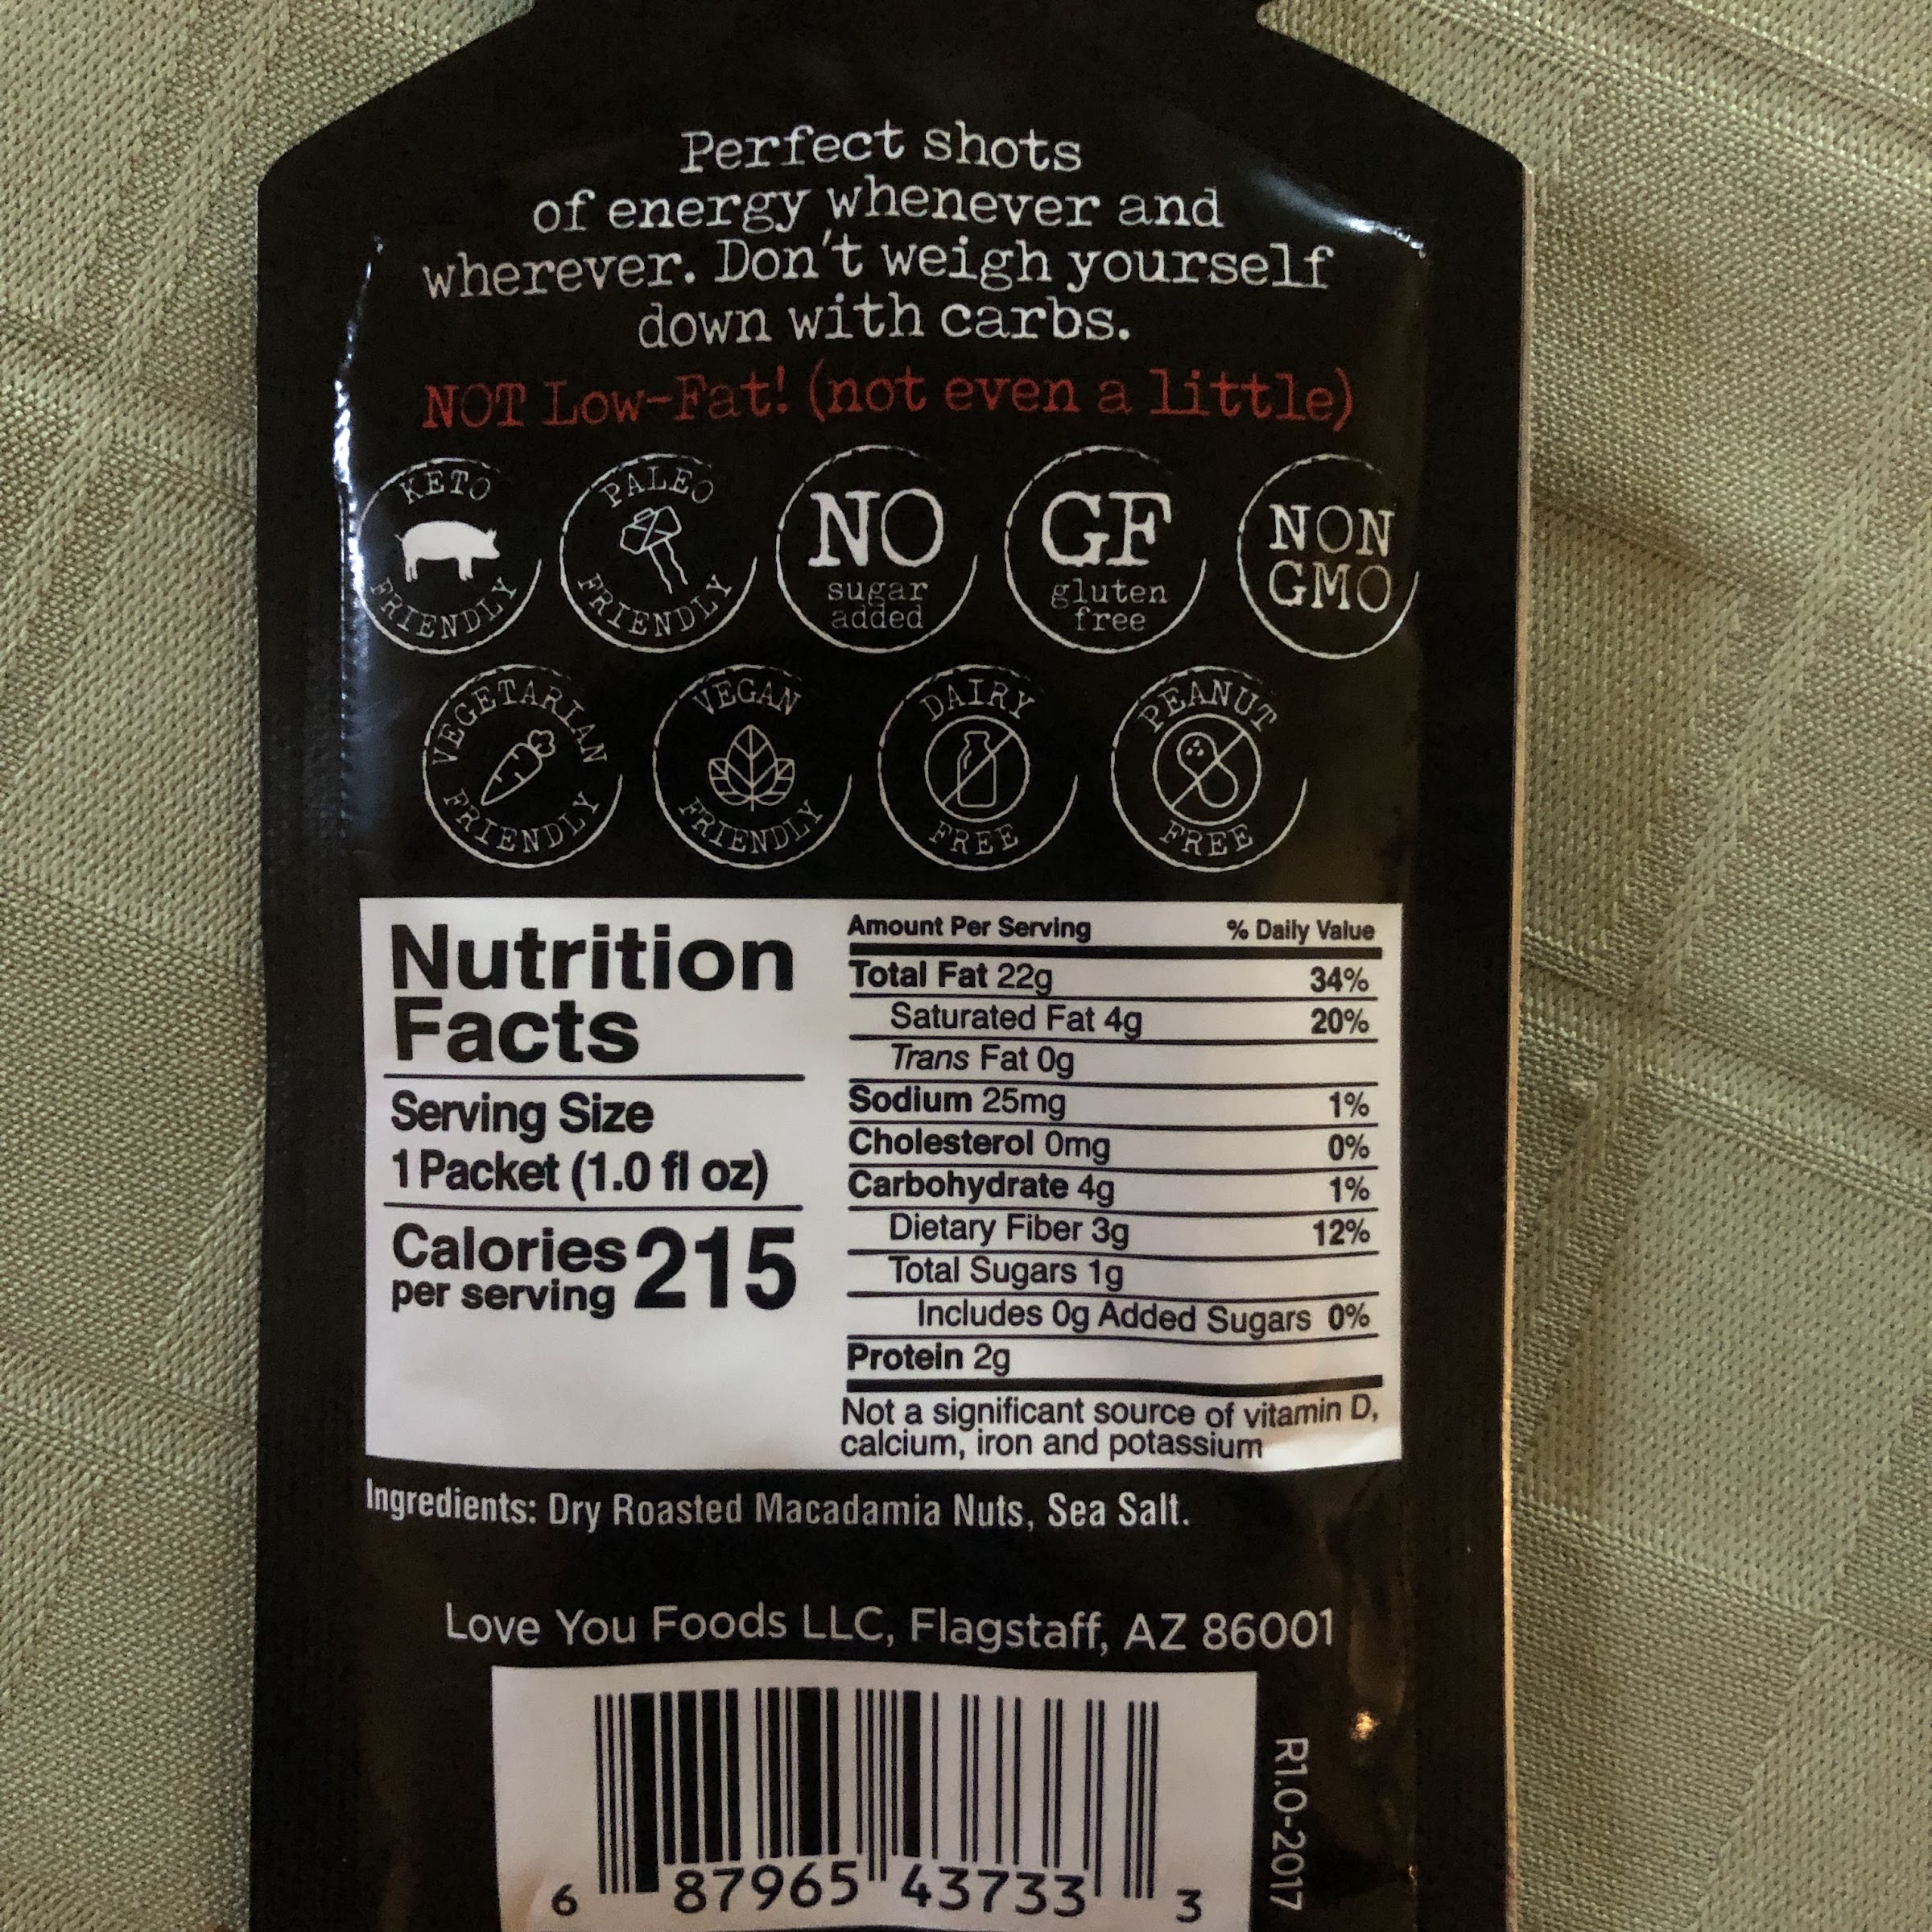 Perfect shots
of energy whenever and
wherever. Don't weigh yourself
down with carbs.
NOT Low-Fat! (not even a little)
KETO FRIENDLY
PALEO FRIENDLY
NO sugar added
GF gluten free
NON GMO
VEGETARIAN FRIENDLY
VEGAN FRIENDLY
DAIRY FREE
PEANUT FREE
Nutrition
Facts
Serving Size
1 Packet (1.0 fl oz)
Calories per serving 215
Amount Per Serving % Daily Value
Total Fat 22g 34%
Saturated Fat 4g 20%
Trans Fat 0g
Sodium 25mg 1%
Cholesterol 0mg 0%
Carbohydrate 4g 1%
Dietary Fiber 3g 12%
Total Sugars 1g
Includes 0g Added Sugars 0%
Protein 2g
Not a significant source of vitamin D,
calcium, iron and potassium
Ingredients: Dry Roasted Macadamia Nuts, Sea Salt.
Love You Foods LLC, Flagstaff, AZ 86001
6 87965 43733 3
R1.0-2017